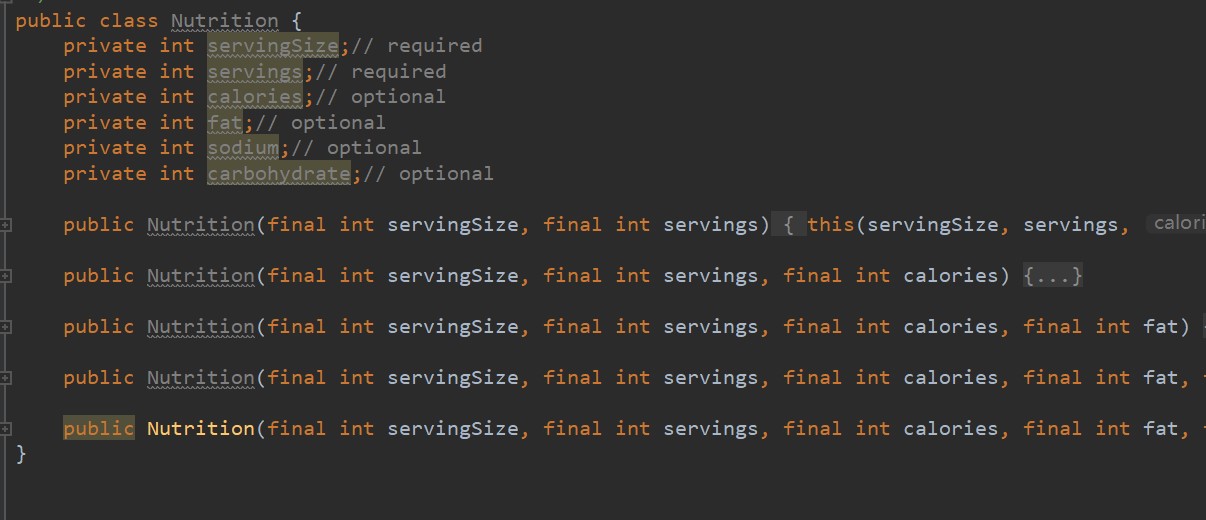 public class Nutrition {
private int servingSize;// required
private int servings;// required
private int calories;// optional
private int fat;// optional
private int sodium;// optional
private int carbohydrate;// optional
public Nutrition(final int servingSize, final int servings) { this(servingSize, servings,
public Nutrition(final int servingSize, final int servings, final int calories) {...}
public Nutrition(final int servingSize, final int servings, final int calories, final int fat)
public Nutrition(final int servingSize, final int servings, final int calories, final int fat,
public Nutrition(final int servingSize, final int servings, final int calories, final int fat,
}